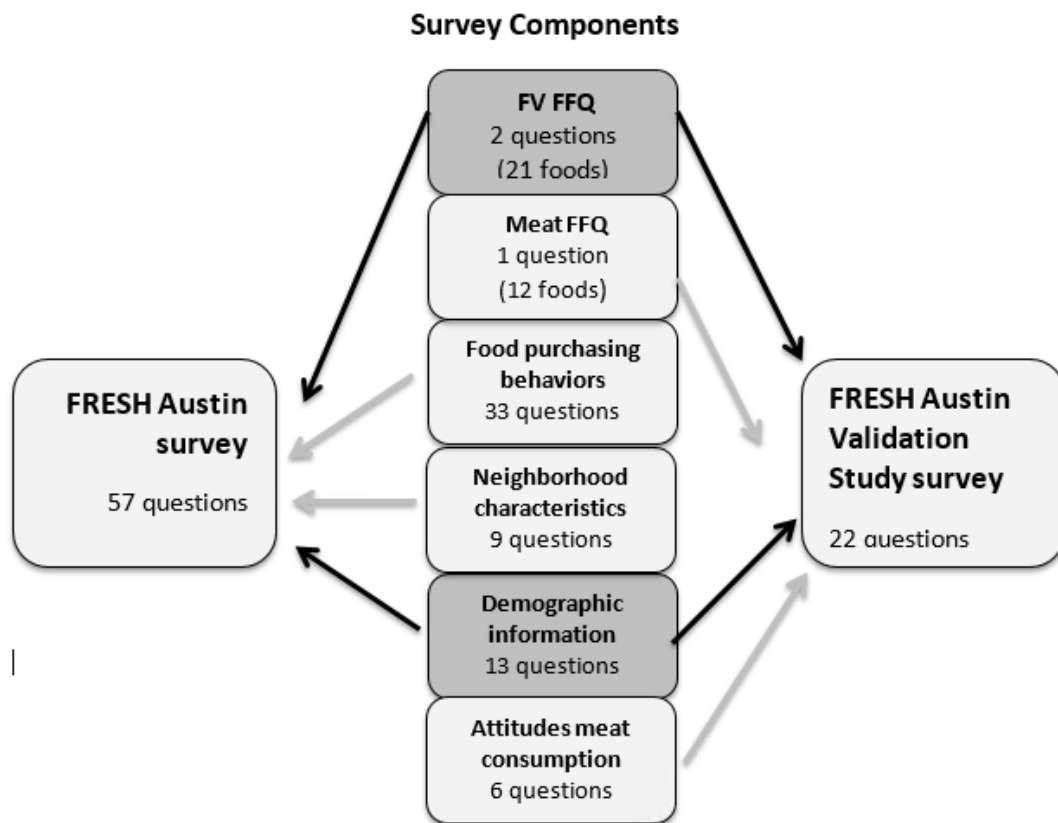 Survey Components
FV FFQ
2 questions
(21 foods)
Meat FFQ
1 question
(12 foods)
Food purchasing
behaviors
33 questions
Neighborhood
characteristics
9 questions
Demographic
information
13 questions
Attitudes meat
consumption
6 questions
FRESH Austin
survey
57 questions
FRESH Austin
Validation
Study survey
22 questions